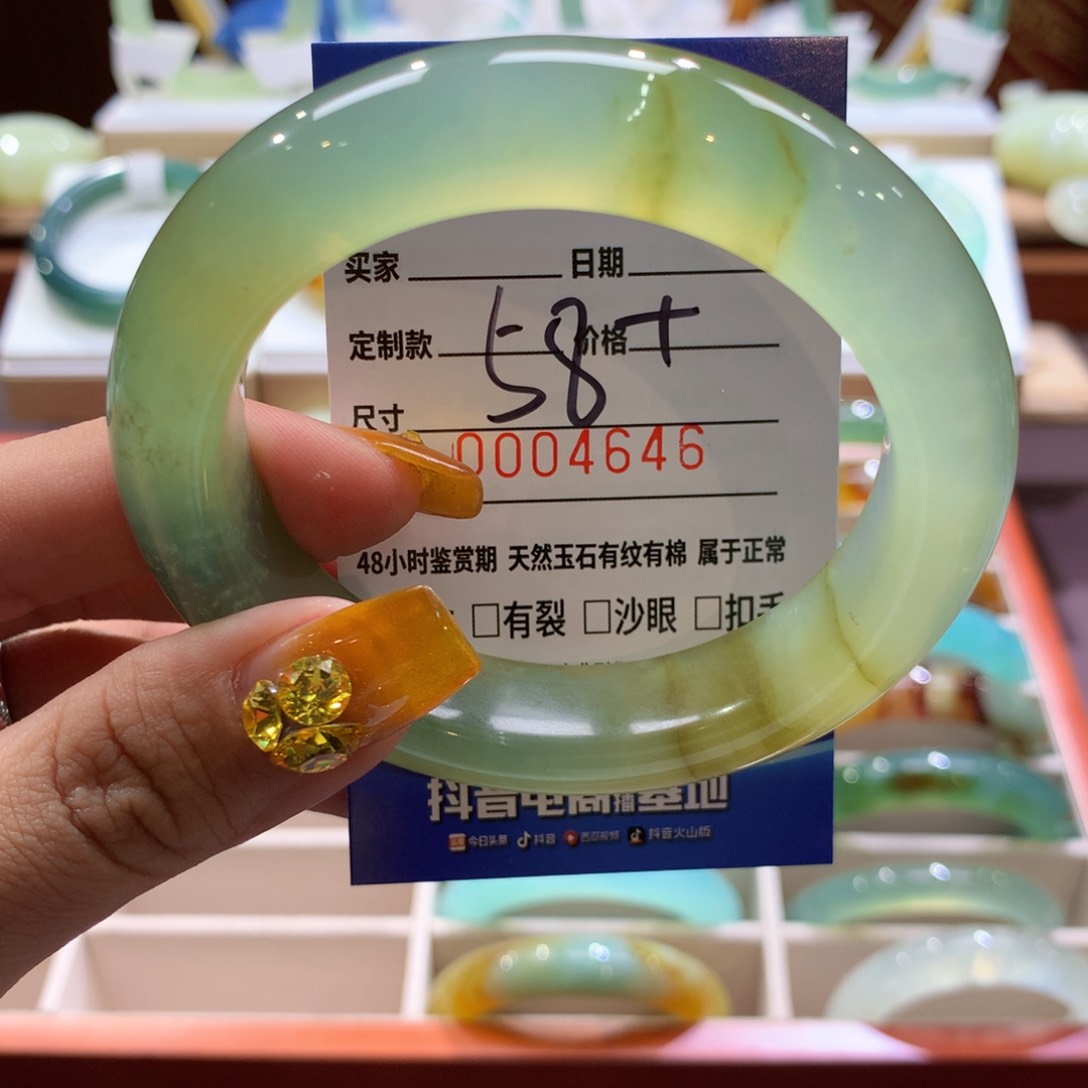 买家 日期
定制款 价格
58+
尺寸
0004646
48小时鉴赏期 天然玉石有纹有棉 属于正常
□有裂 □沙眼 □扣手
抖音电商直播基地
今日头条 抖音 西瓜视频 抖音火山版